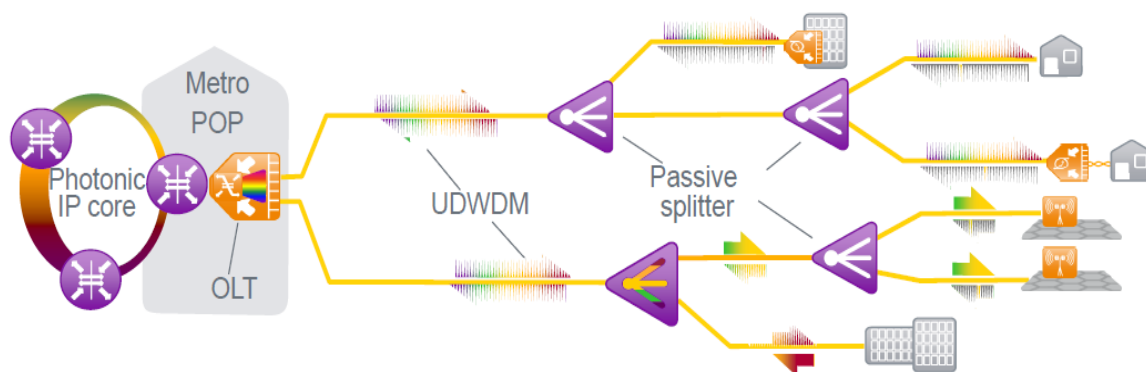 Metro
POP
Photonic
IP core
OLT
UDWDM
Passive
splitter